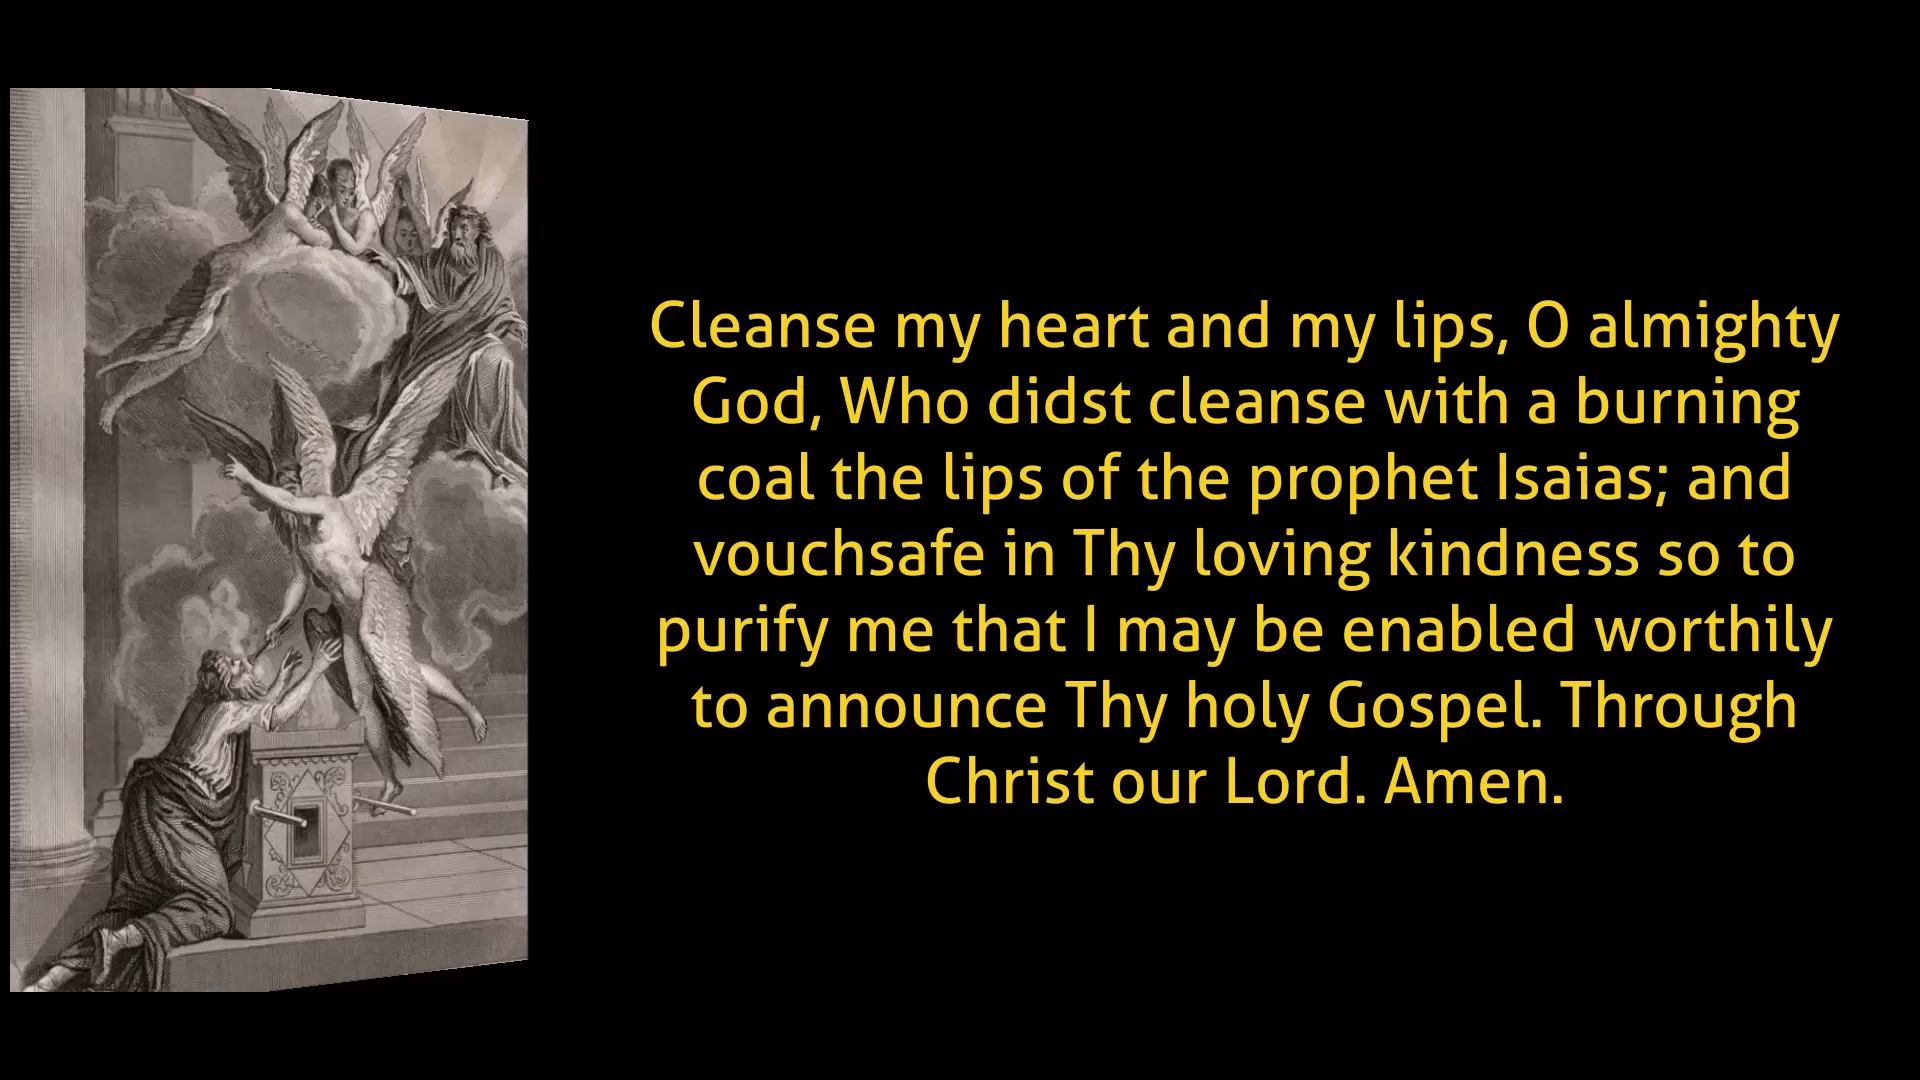 Cleanse my heart and my lips, O almighty
God, Who didst cleanse with a burning
coal the lips of the prophet Isaias; and
vouchsafe in Thy loving kindness so to
purify me that I may be enabled worthily
to announce Thy holy Gospel. Through
Christ our Lord. Amen.